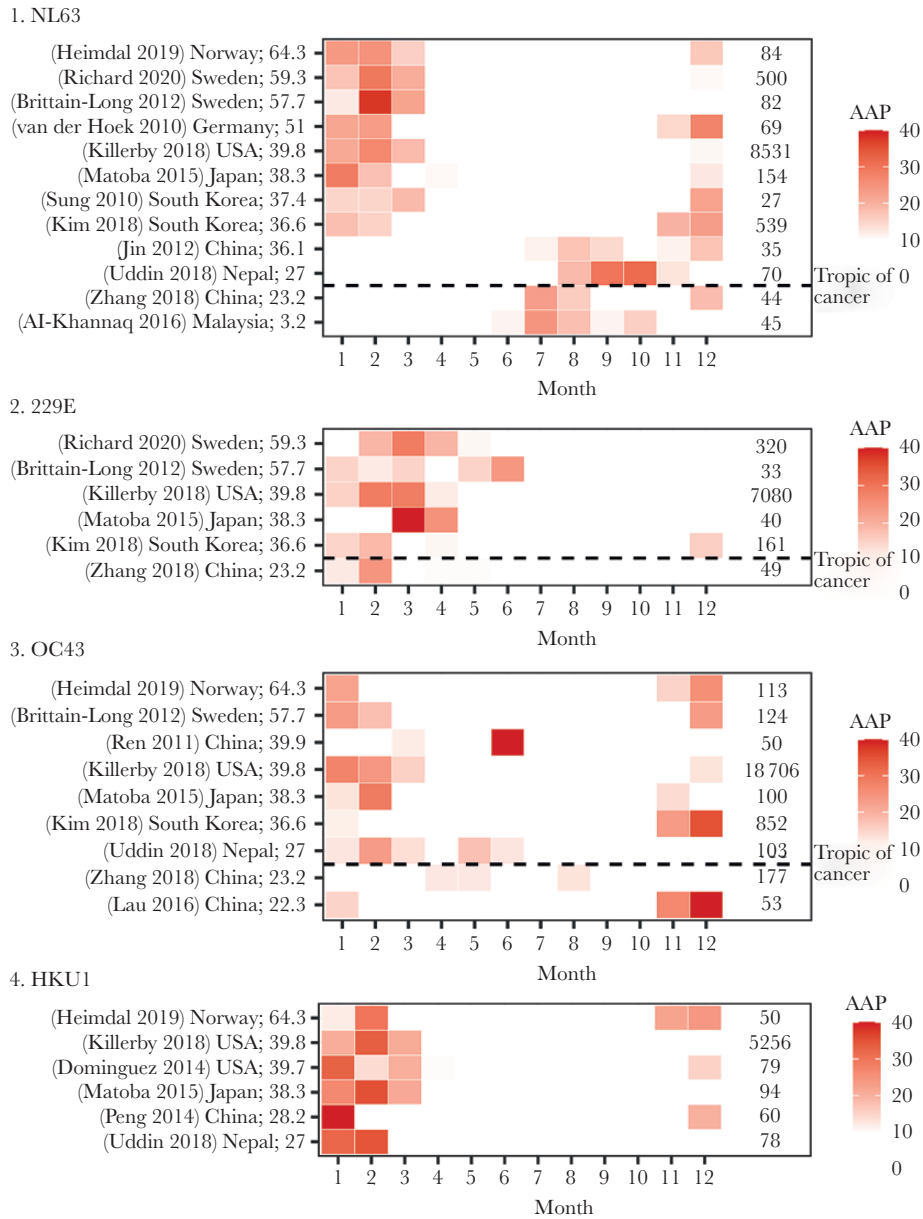 1. NL63
(Heimdal 2019) Norway; 64.3 84
(Richard 2020) Sweden; 59.3 500
(Brittain-Long 2012) Sweden; 57.7 82
(van der Hoek 2010) Germany; 51 69
(Killerby 2018) USA; 39.8 8531
(Matoba 2015) Japan; 38.3 154
(Sung 2010) South Korea; 37.4 27
(Kim 2018) South Korea; 36.6 539
(Jin 2012) China; 36.1 35
(Uddin 2018) Nepal; 27 70
(Zhang 2018) China; 23.2 44
(AI-Khannaq 2016) Malaysia; 3.2 45
Tropic of
cancer
1 2 3 4 5 6 7 8 9 10 11 12
Month
AAP
40
30
20
10
0
2. 229E
(Richard 2020) Sweden; 59.3 320
(Brittain-Long 2012) Sweden; 57.7 33
(Killerby 2018) USA; 39.8 7080
(Matoba 2015) Japan; 38.3 40
(Kim 2018) South Korea; 36.6 161
(Zhang 2018) China; 23.2 49
Tropic of
cancer
1 2 3 4 5 6 7 8 9 10 11 12
Month
AAP
40
30
20
10
0
3. OC43
(Heimdal 2019) Norway; 64.3 113
(Brittain-Long 2012) Sweden; 57.7 124
(Ren 2011) China; 39.9 50
(Killerby 2018) USA; 39.8 18 706
(Matoba 2015) Japan; 38.3 100
(Kim 2018) South Korea; 36.6 852
(Uddin 2018) Nepal; 27 103
(Zhang 2018) China; 23.2 177
(Lau 2016) China; 22.3 53
Tropic of
cancer
1 2 3 4 5 6 7 8 9 10 11 12
Month
AAP
40
30
20
10
0
4. HKU1
(Heimdal 2019) Norway; 64.3 50
(Killerby 2018) USA; 39.8 5256
(Dominguez 2014) USA; 39.7 79
(Matoba 2015) Japan; 38.3 94
(Peng 2014) China; 28.2 60
(Uddin 2018) Nepal; 27 78
1 2 3 4 5 6 7 8 9 10 11 12
Month
AAP
40
30
20
10
0